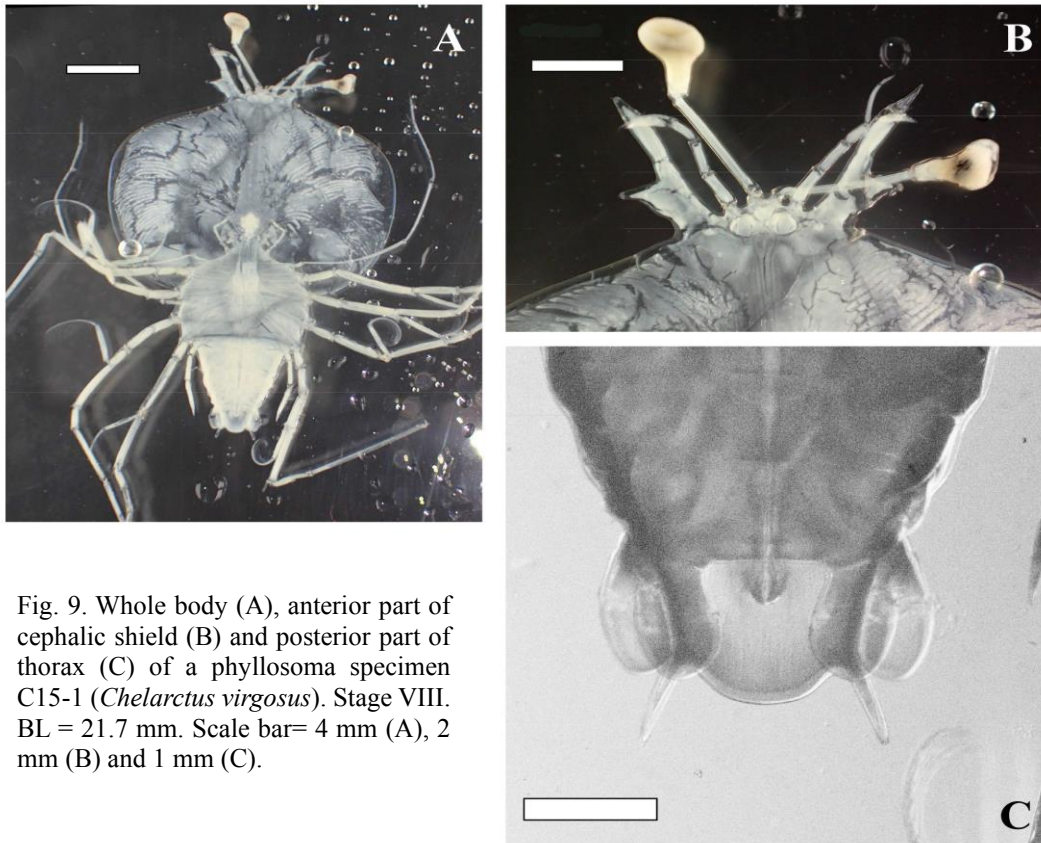 A
B
C
Fig. 9. Whole body (A), anterior part of
cephalic shield (B) and posterior part of
thorax (C) of a phyllosoma specimen
C15-1 (Chelarctus virgosus). Stage VIII.
BL = 21.7 mm. Scale bar= 4 mm (A), 2
mm (B) and 1 mm (C).